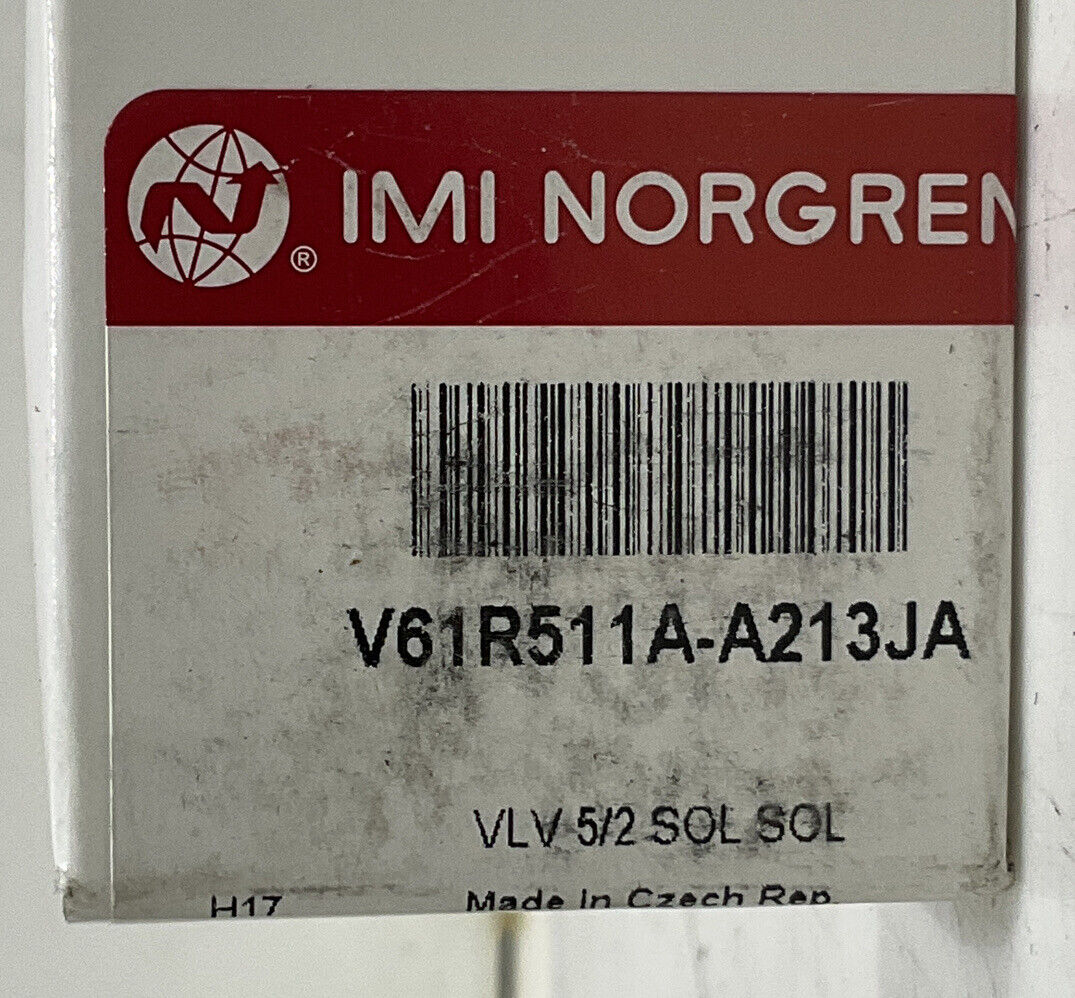 ® IMI NORGREN
V61R511A-A213JA
VLV 5/2 SOL SOL
H17 Made In Czech Rep.